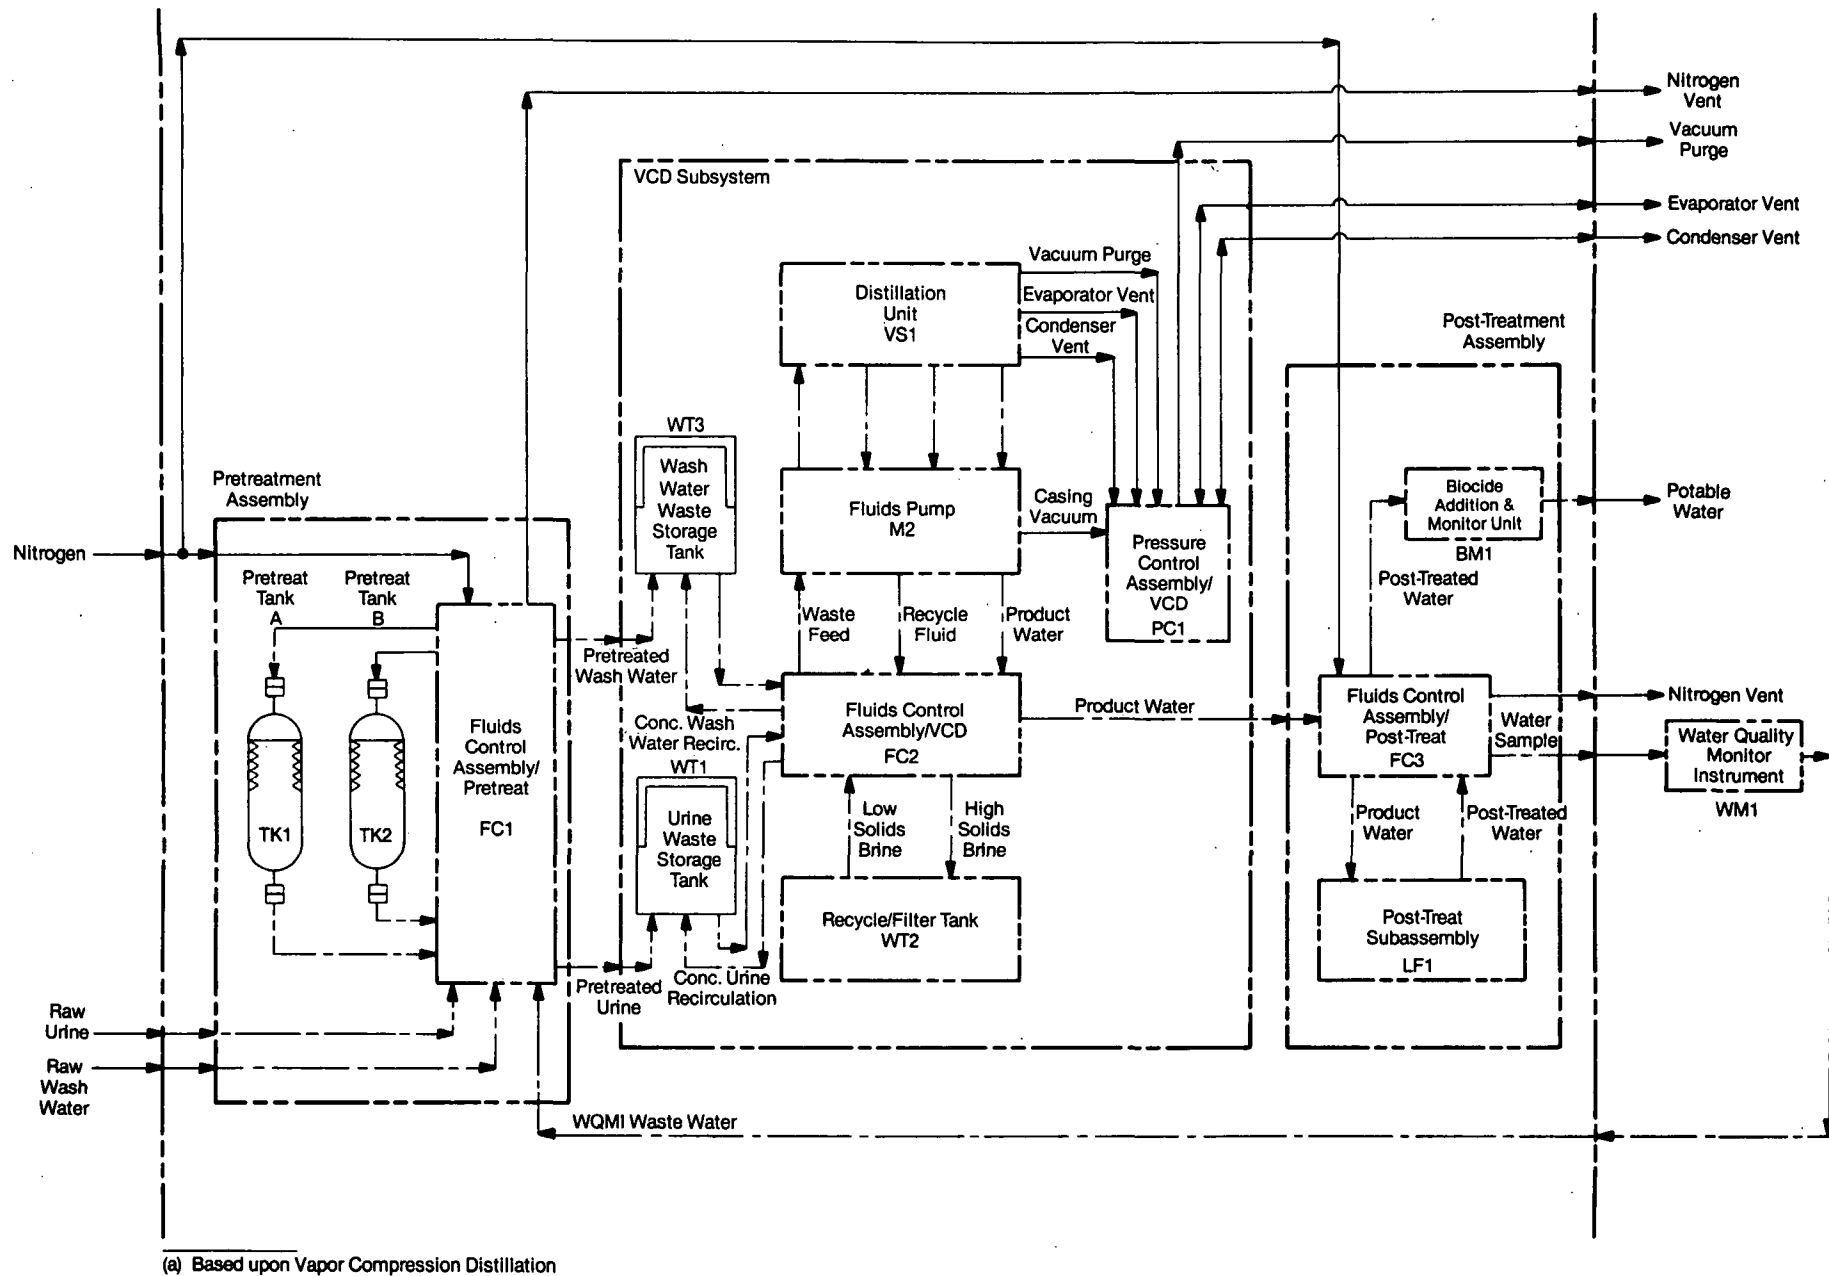 Nitrogen
Vent
Vacuum
Purge
VCD Subsystem
Evaporator Vent
Condenser Vent
Vacuum Purge
Distillation
Unit
VS1
Evaporator Vent
Condenser
Vent
Post-Treatment
Assembly
WT3
Wash
Water
Waste
Storage
Tank
Pretreatment
Assembly
Fluids Pump
M2
Casing
Vacuum
Biocide
Addition &
Monitor Unit
BM1
Potable
Water
Nitrogen
Pretreat
Tank
A
Pretreat
Tank
B
Pressure
Control
Assembly/
VCD
PC1
Post-Treated
Water
Waste
Feed
Recycle
Fluid
Product
Water
Pretreated
Wash Water
Fluids
Control
Assembly/
Pretreat
FC1
TK1
TK2
Conc. Wash
Water Recirc.
Fluids Control
Assembly/VCD
FC2
Product Water
Fluids Control
Assembly/
Post-Treat
FC3
Nitrogen Vent
Water
Sample
Water Quality
Monitor
Instrument
WM1
WT1
Urine
Waste
Storage
Tank
Low
Solids
Brine
High
Solids
Brine
Product
Water
Post-Treated
Water
Recycle/Filter Tank
WT2
Post-Treat
Subassembly
LF1
Pretreated
Urine
Conc. Urine
Recirculation
Raw
Urine
Raw
Wash
Water
WQMI Waste Water
(a) Based upon Vapor Compression Distillation